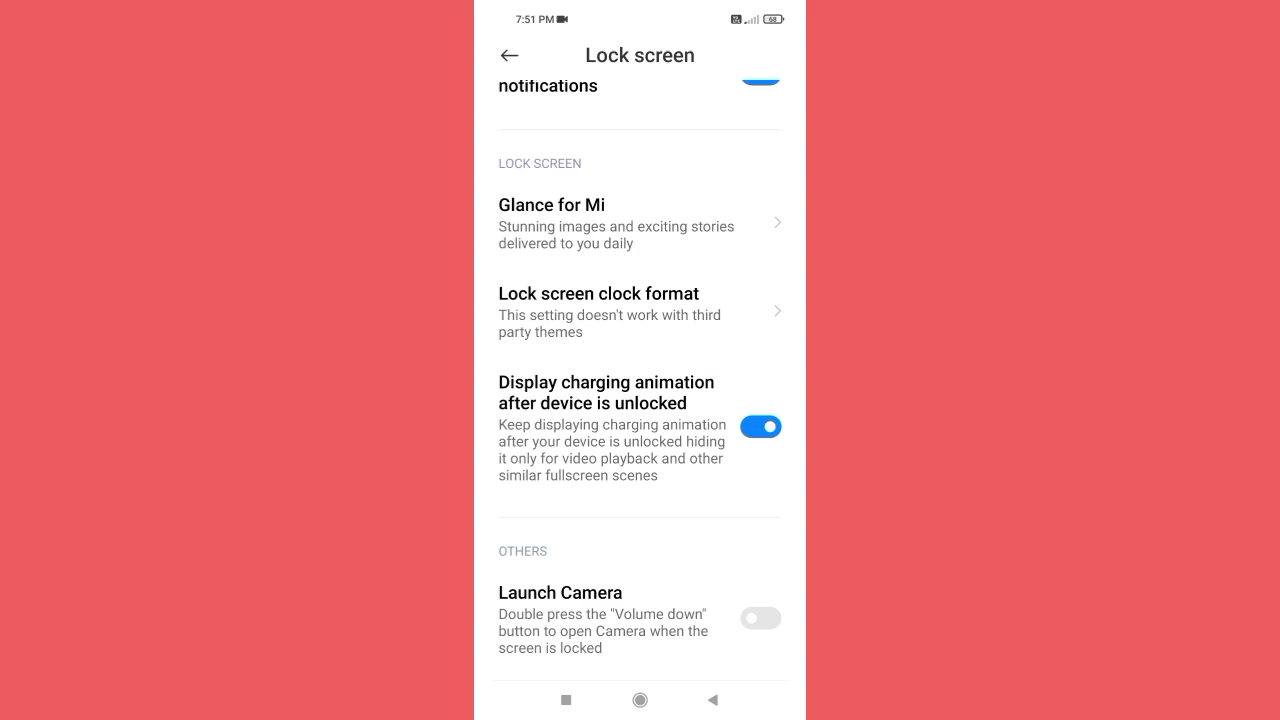 7:51 PM
68
Lock screen
notifications
LOCK SCREEN
Glance for Mi
Stunning images and exciting stories
delivered to you daily
Lock screen clock format
This setting doesn't work with third
party themes
Display charging animation
after device is unlocked
Keep displaying charging animation
after your device is unlocked hiding
it only for video playback and other
similar fullscreen scenes
OTHERS
Launch Camera
Double press the "Volume down"
button to open Camera when the
screen is locked